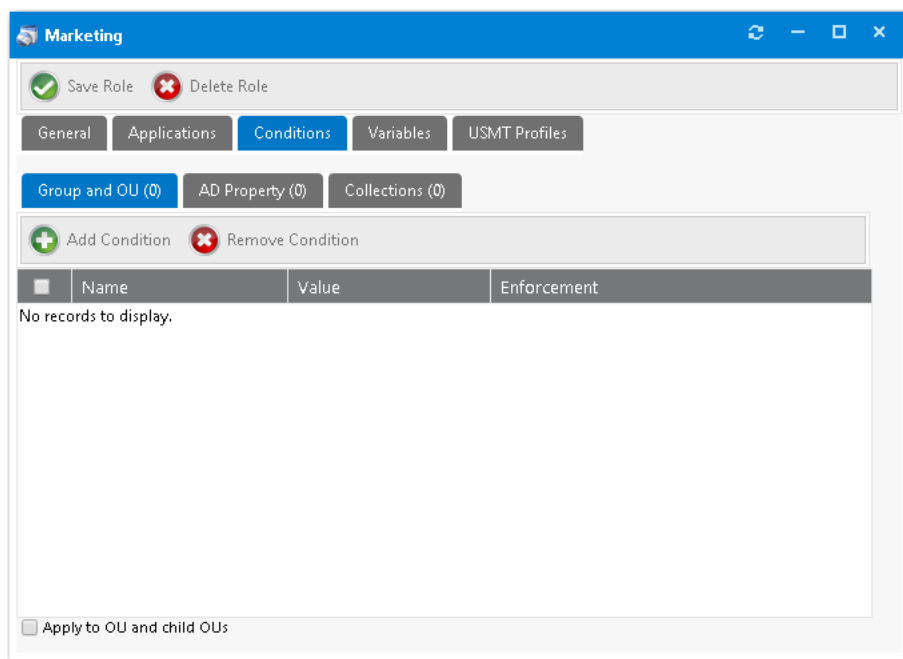 Marketing
Save Role Delete Role
General Applications Conditions Variables USMT Profiles
Group and OU (0) AD Property (0) Collections (0)
Add Condition Remove Condition
Name Value Enforcement
No records to display.
Apply to OU and child OUs